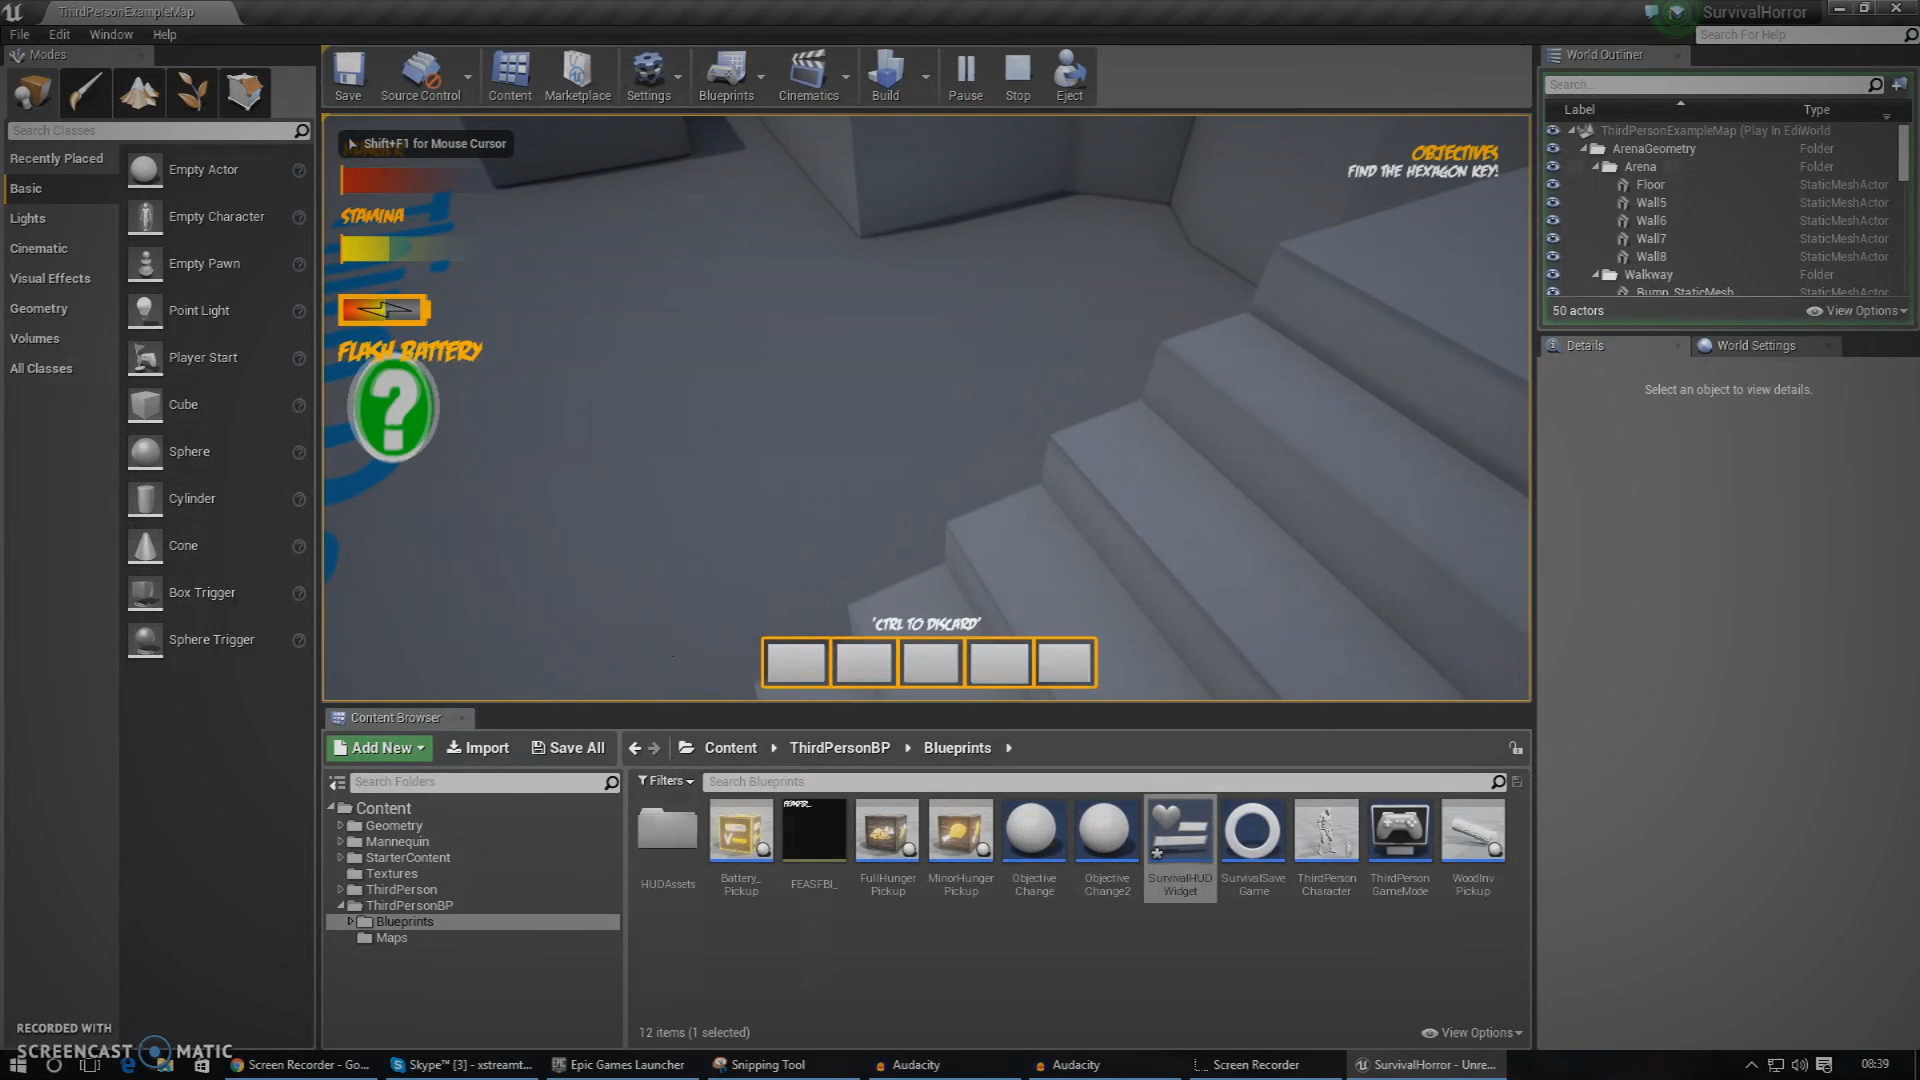 ThirdPersonExampleMap
SurvivalHorror
File Edit Window Help
Search For Help
Modes
Save
Source Control
Content
Marketplace
Settings
Blueprints
Cinematics
Build
Pause
Stop
Eject
World Outliner
Search...
Label Type
ThirdPersonExampleMap (Play In Edi World
ArenaGeometry Folder
Arena Folder
Floor StaticMeshActor
Wall5 StaticMeshActor
Wall6 StaticMeshActor
Wall7 StaticMeshActor
Wall8 StaticMeshActor
Walkway Folder
Bump_StaticMesh StaticMeshActor
50 actors
View Options
Details
World Settings
Select an object to view details.
Search Classes
Recently Placed
Basic
Lights
Cinematic
Visual Effects
Geometry
Volumes
All Classes
Empty Actor
Empty Character
Empty Pawn
Point Light
Player Start
Cube
Sphere
Cylinder
Cone
Box Trigger
Sphere Trigger
Shift+F1 for Mouse Cursor
STAMINA
FLASH BATTERY
?
OBJECTIVES
FIND THE HEXAGON KEY!
'CTRL TO DISCARD'
Content Browser
Add New
Import
Save All
Content
ThirdPersonBP
Blueprints
Search Folders
Filters
Search Blueprints
Content
Geometry
Mannequin
StarterContent
Textures
ThirdPerson
ThirdPersonBP
Blueprints
Maps
HUDAssets
Battery_
Pickup
FEASFBI_
FullHunger
Pickup
MinorHunger
Pickup
Objective
Change
Objective
Change2
SurvivalHUD
Widget
SurvivalSave
Game
ThirdPerson
Character
ThirdPerson
GameMode
WoodInv
Pickup
12 items (1 selected)
View Options
RECORDED WITH
SCREENCAST MATIC
Screen Recorder - Go...
Skype™ [3] - xstreamt...
Epic Games Launcher
Snipping Tool
Audacity
Audacity
Screen Recorder
SurvivalHorror - Unre...
08:39